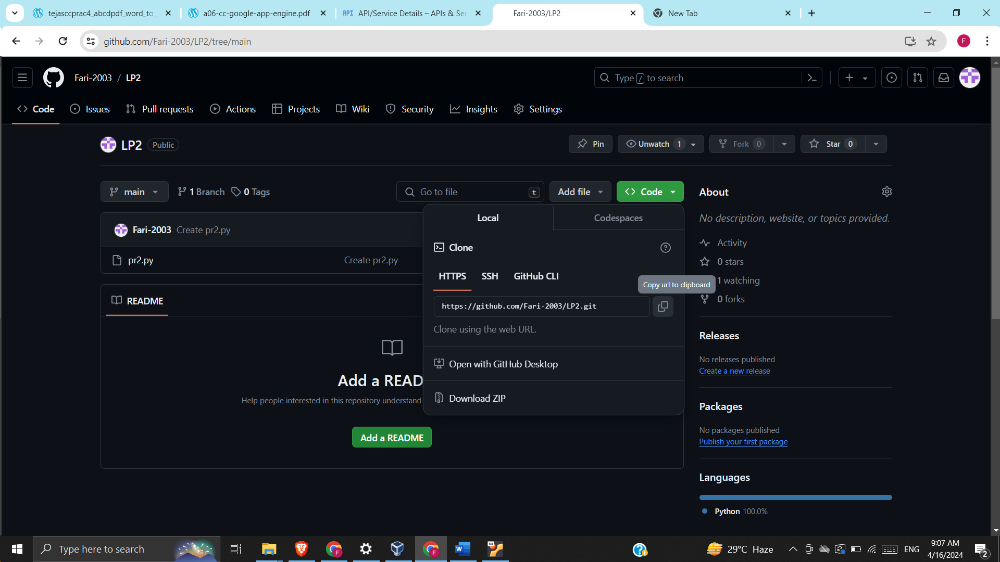 tejasccprac4_abcdpdf_word_to_
a06-cc-google-app-engine.pdf
API API/Service Details – APIs & Ser
Fari-2003/LP2
New Tab
github.com/Fari-2003/LP2/tree/main
F
Fari-2003 / LP2
Type / to search
Code
Issues
Pull requests
Actions
Projects
Wiki
Security
Insights
Settings
LP2 Public
Pin
Unwatch 1
Fork 0
Star 0
main
1 Branch
0 Tags
Go to file t
Add file
Code
About
No description, website, or topics provided.
Local
Codespaces
Fari-2003 Create pr2.py
pr2.py Create pr2.py
Clone
HTTPS
SSH
GitHub CLI
Copy url to clipboard
https://github.com/Fari-2003/LP2.git
Clone using the web URL.
Open with GitHub Desktop
Download ZIP
Activity
0 stars
1 watching
0 forks
README
Add a READ
Help people interested in this repository understand
Add a README
Releases
No releases published
Create a new release
Packages
No packages published
Publish your first package
Languages
Python 100.0%
Type here to search
F
F
W
64
29°C Haze
ENG
9:07 AM
4/16/2024
2